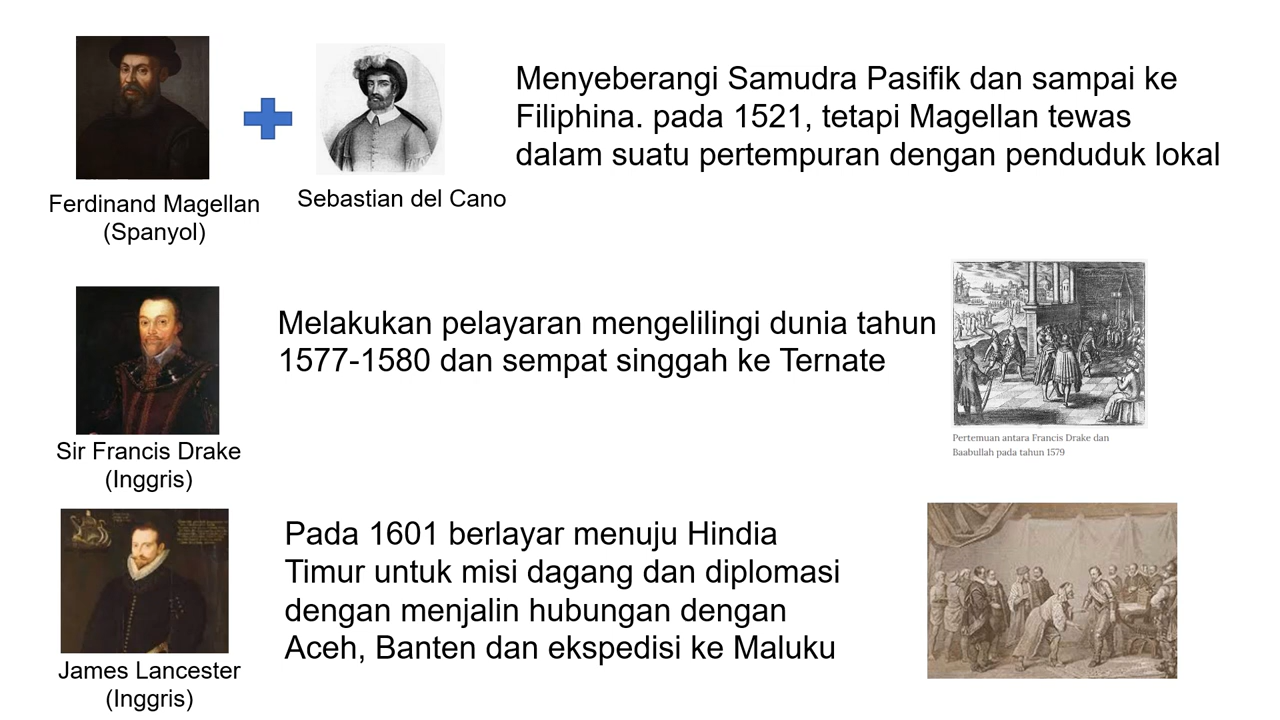 Menyeberangi Samudra Pasifik dan sampai ke
Filiphina. pada 1521, tetapi Magellan tewas
dalam suatu pertempuran dengan penduduk lokal
Ferdinand Magellan
(Spanyol)
Sebastian del Cano
Melakukan pelayaran mengelilingi dunia tahun
1577-1580 dan sempat singgah ke Ternate
Sir Francis Drake
(Inggris)
Pertemuan antara Francis Drake dan
Baabullah pada tahun 1579
Pada 1601 berlayar menuju Hindia
Timur untuk misi dagang dan diplomasi
dengan menjalin hubungan dengan
Aceh, Banten dan ekspedisi ke Maluku
James Lancester
(Inggris)